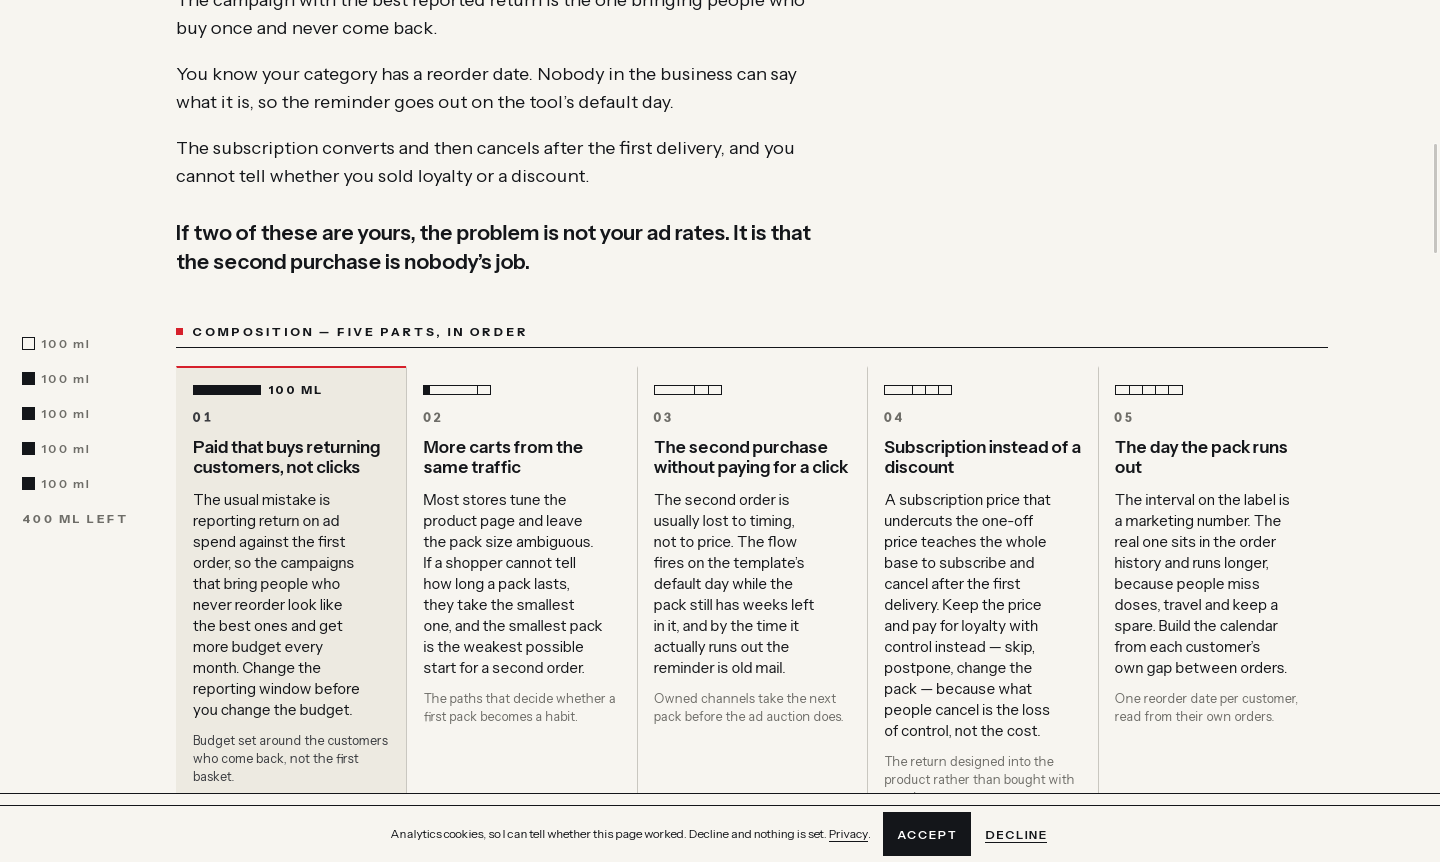 The campaign with the best reported return is the one bringing people who
buy once and never come back.
You know your category has a reorder date. Nobody in the business can say
what it is, so the reminder goes out on the tool’s default day.
The subscription converts and then cancels after the first delivery, and you
cannot tell whether you sold loyalty or a discount.
If two of these are yours, the problem is not your ad rates. It is that
the second purchase is nobody’s job.
COMPOSITION — FIVE PARTS, IN ORDER
100 ml
100 ml
100 ml
100 ml
100 ml
400 ML LEFT
100 ML
01
Paid that buys returning
customers, not clicks
The usual mistake is
reporting return on ad
spend against the first
order, so the campaigns
that bring people who
never reorder look like
the best ones and get
more budget every
month. Change the
reporting window before
you change the budget.
Budget set around the customers
who come back, not the first
basket.
02
More carts from the
same traffic
Most stores tune the
product page and leave
the pack size ambiguous.
If a shopper cannot tell
how long a pack lasts,
they take the smallest
one, and the smallest pack
is the weakest possible
start for a second order.
The paths that decide whether a
first pack becomes a habit.
03
The second purchase
without paying for a click
The second order is
usually lost to timing,
not to price. The flow
fires on the template’s
default day while the
pack still has weeks left
in it, and by the time it
actually runs out the
reminder is old mail.
Owned channels take the next
pack before the ad auction does.
04
Subscription instead of a
discount
A subscription price that
undercuts the one-off
price teaches the whole
base to subscribe and
cancel after the first
delivery. Keep the price
and pay for loyalty with
control instead — skip,
postpone, change the
pack — because what
people cancel is the loss
of control, not the cost.
The return designed into the
product rather than bought with
05
The day the pack runs
out
The interval on the label is
a marketing number. The
real one sits in the order
history and runs longer,
because people miss
doses, travel and keep a
spare. Build the calendar
from each customer’s
own gap between orders.
One reorder date per customer,
read from their own orders.
Analytics cookies, so I can tell whether this page worked. Decline and nothing is set. Privacy.
ACCEPT
DECLINE